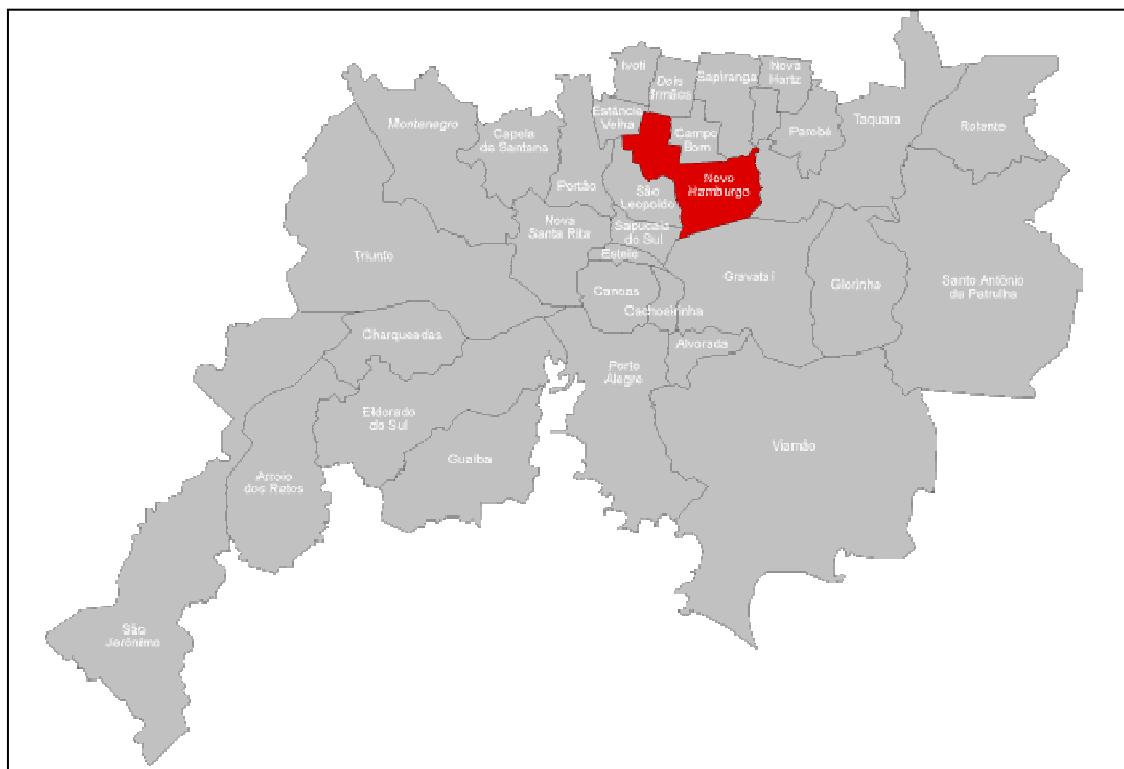 Ivoti
Dois
Irmãos
Sapiranga
Nova
Hartz
Estância
Velha
Campo
Bom
Parobé
Taquara
Rolante
Montenegro
Capela
de Santana
Portão
São
Leopoldo
Novo
Hamburgo
Nova
Santa Rita
Sapucaia
do Sul
Esteio
Triunfo
Canoas
Cachoeirinha
Gravataí
Glorinha
Santo Antônio
da Patrulha
Charqueadas
Alvorada
Porto
Alegre
Eldorado
do Sul
Guaíba
Viamão
Arroio
dos Ratos
São
Jerônimo